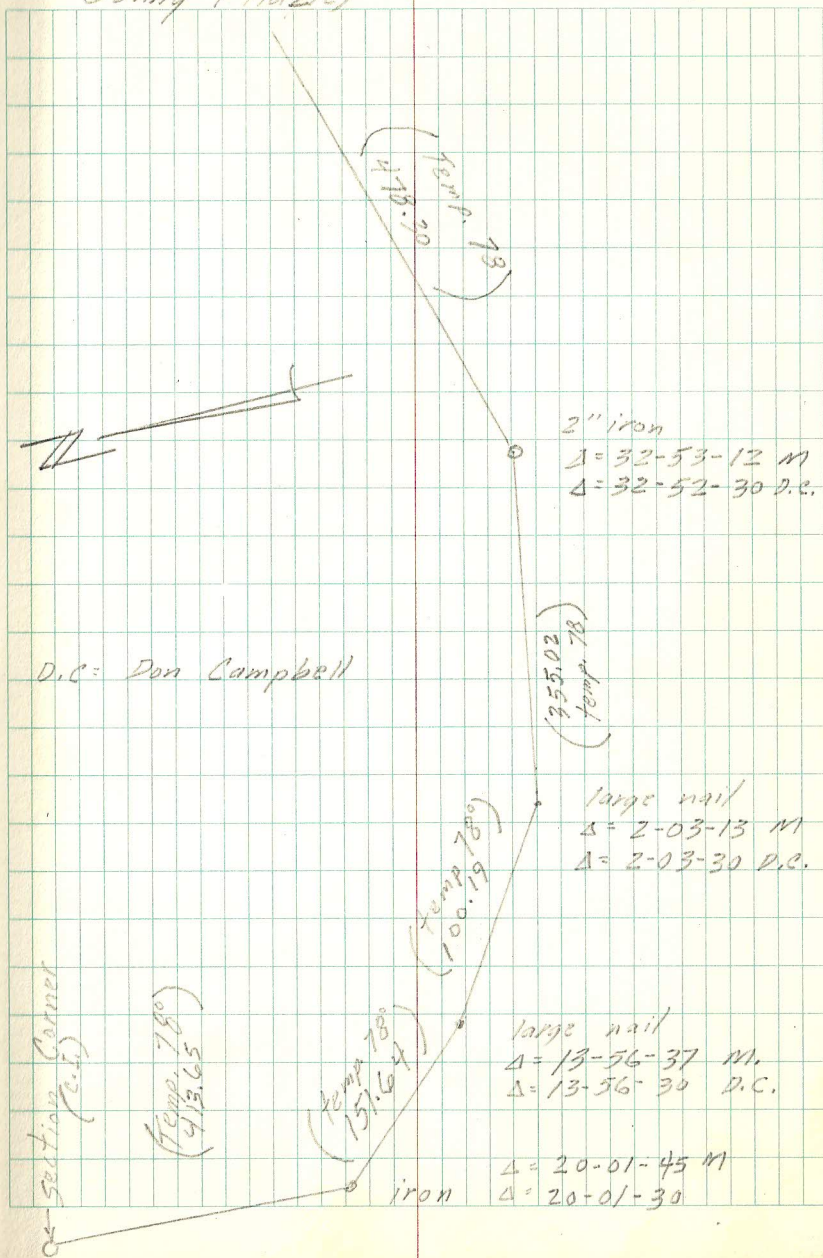 (temp. 78
418.20)
N
2" iron
Δ = 32-53-12 M
Δ = 32-52-30 D.C.
D.C = Don Campbell
(355.02)
temp. 78)
large nail
Δ = 2-03-13 M
Δ = 2-03-30 D.C.
(temp 78°)
100.19
large nail
Δ = 13-56-37 M.
Δ = 13-56-30 D.C.
Section Corner
(c.I.)
(Temp. 78°)
413.65
(temp 78°
151.64)
Δ = 20-01-45 M
iron Δ = 20-01-30